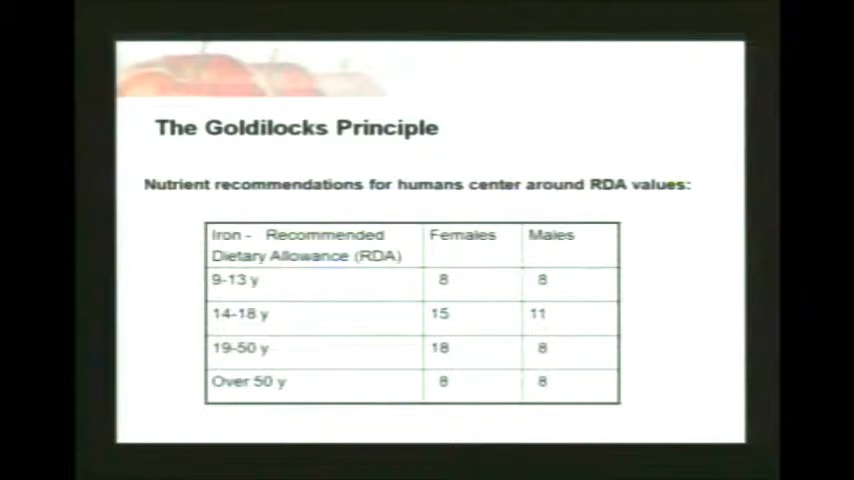 The Goldilocks Principle
Nutrient recommendations for humans center around RDA values:
Iron - Recommended Dietary Allowance (RDA) Females Males
9-13 y 8 8
14-18 y 15 11
19-50 y 18 8
Over 50 y 8 8